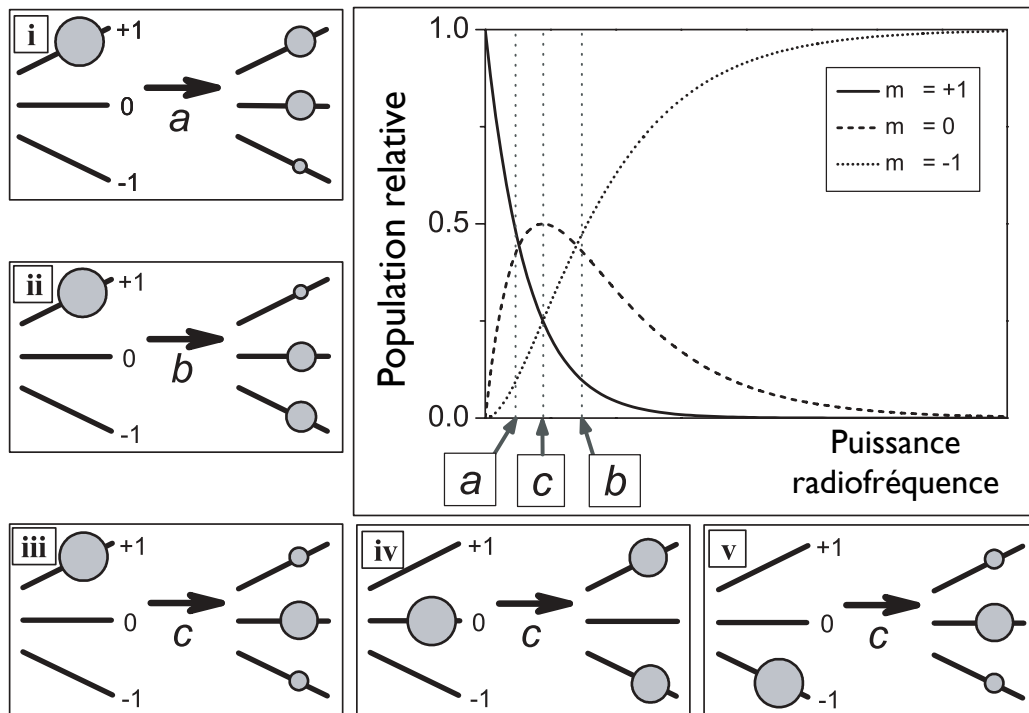 i
+1
0
-1
a
ii
+1
0
-1
b
Population relative
1.0
0.5
0.0
m = +1
m = 0
m = -1
Puissance
radiofréquence
a
c
b
iii
+1
0
-1
c
iv
+1
0
-1
c
v
+1
0
-1
c